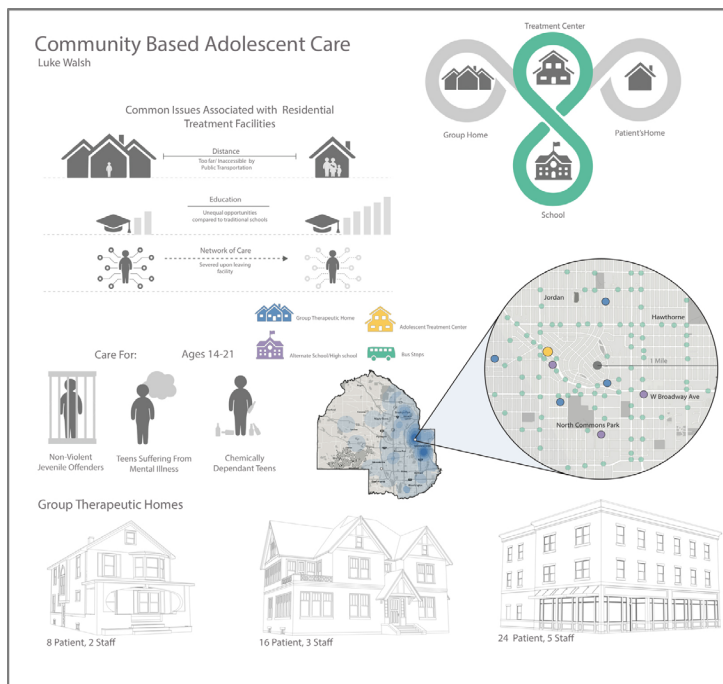 Community Based Adolescent Care
Luke Walsh
Treatment Center
Group Home
Patient'sHome
School
Common Issues Associated with Residential
Treatment Facilities
Distance
Too far/ Inaccessible by
Public Transportation
Education
Unequal opportunities
compared to traditional schools
Network of Care
Severed upon leaving
facility
Group Therapeutic Home
Adolescent Treatment Center
Alternate School/High school
Bus Stops
Jordan
Hawthorne
1 Mile
W Broadway Ave
North Commons Park
Care For:
Ages 14-21
Non-Violent
Jevenile Offenders
Teens Suffering From
Mental Illness
Chemically
Dependant Teens
Group Therapeutic Homes
8 Patient, 2 Staff
16 Patient, 3 Staff
24 Patient, 5 Staff